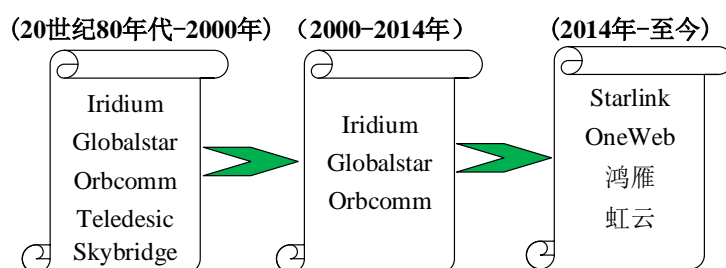 (20世纪80年代-2000年)
Iridium
Globalstar
Orbcomm
Teledesic
Skybridge
（2000-2014年）
Iridium
Globalstar
Orbcomm
(2014年-至今)
Starlink
OneWeb
鸿雁
虹云